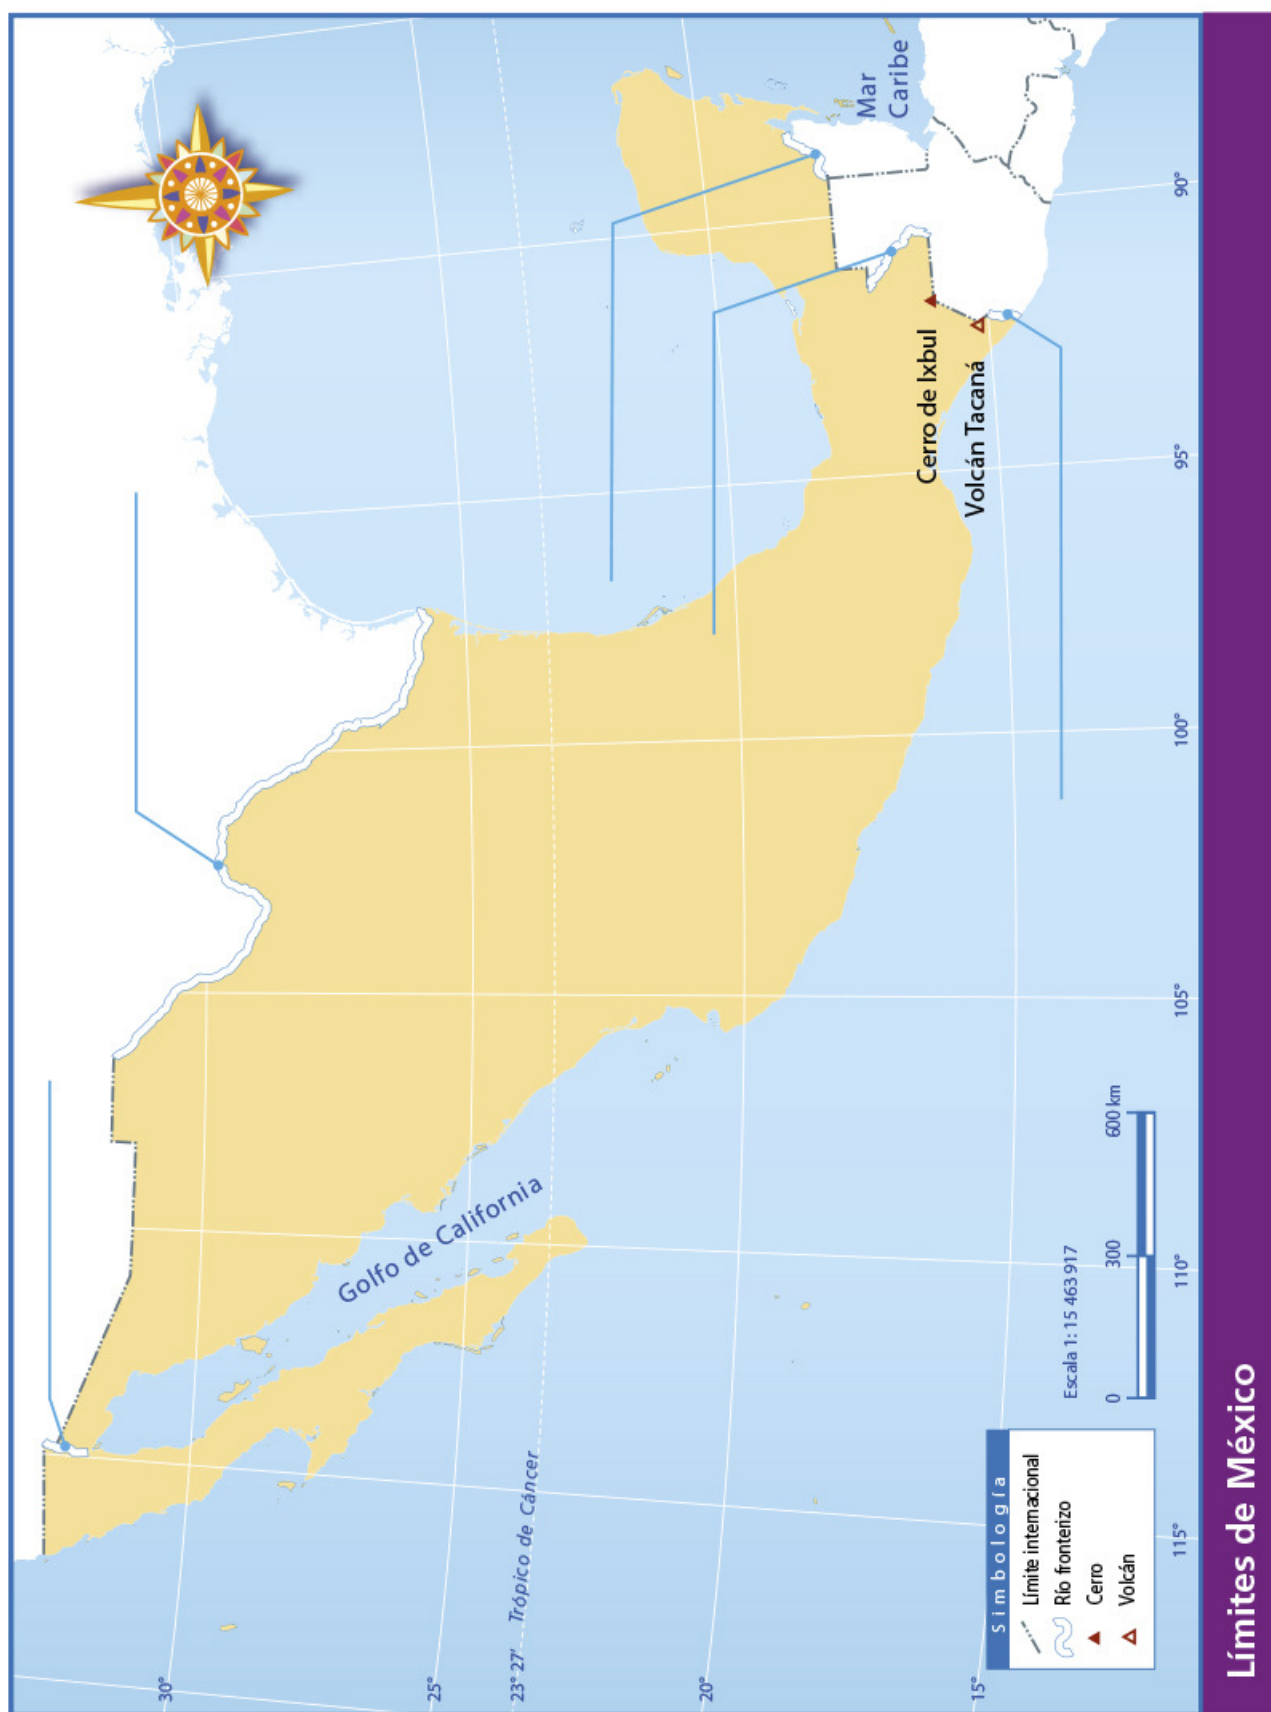 Límites de México
Golfo de California
Mar
Caribe
Cerro de Ixbul
Volcán Tacaná
Trópico de Cáncer
30°
25°
23° 27'
20°
15°
115°
110°
105°
100°
95°
90°
Simbología
Límite internacional
Río fronterizo
Cerro
Volcán
Escala 1: 15 463 917
0 300 600 km